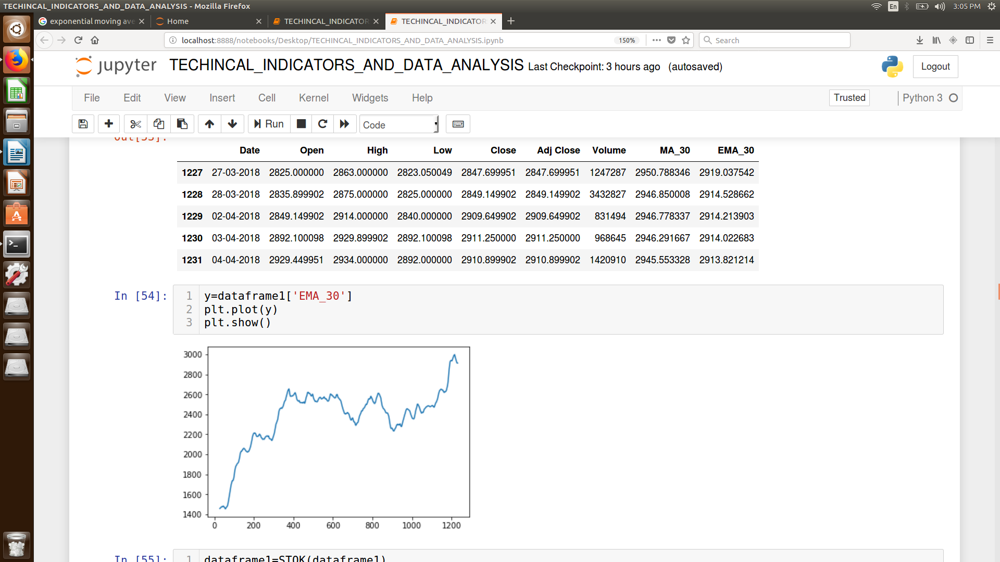 TECHINCAL_INDICATORS_AND_DATA_ANALYSIS - Mozilla Firefox
En
3:05 PM
exponential moving ave
Home
TECHINCAL_INDICATOR
TECHINCAL_INDICATOR
localhost:8888/notebooks/Desktop/TECHINCAL_INDICATORS_AND_DATA_ANALYSIS.ipynb
150%
Search
jupyter
TECHINCAL_INDICATORS_AND_DATA_ANALYSIS Last Checkpoint: 3 hours ago (autosaved)
Logout
File Edit View Insert Cell Kernel Widgets Help
Trusted
Python 3
Run
Code
Out[53]:
Date Open High Low Close Adj Close Volume MA_30 EMA_30
1227 27-03-2018 2825.000000 2863.000000 2823.050049 2847.699951 2847.699951 1247287 2950.788346 2919.037542
1228 28-03-2018 2835.899902 2875.000000 2825.000000 2849.149902 2849.149902 3432827 2946.850008 2914.528662
1229 02-04-2018 2849.149902 2914.000000 2840.000000 2909.649902 2909.649902 831494 2946.778337 2914.213903
1230 03-04-2018 2892.100098 2929.899902 2892.100098 2911.250000 2911.250000 968645 2946.291667 2914.022683
1231 04-04-2018 2929.449951 2934.000000 2892.000000 2910.899902 2910.899902 1420910 2945.553328 2913.821214
In [54]:
1 y=dataframe1['EMA_30']
2 plt.plot(y)
3 plt.show()
3000
2800
2600
2400
2200
2000
1800
1600
1400
0 200 400 600 800 1000 1200
In [55]:
1 dataframe1=STOK(dataframe1)